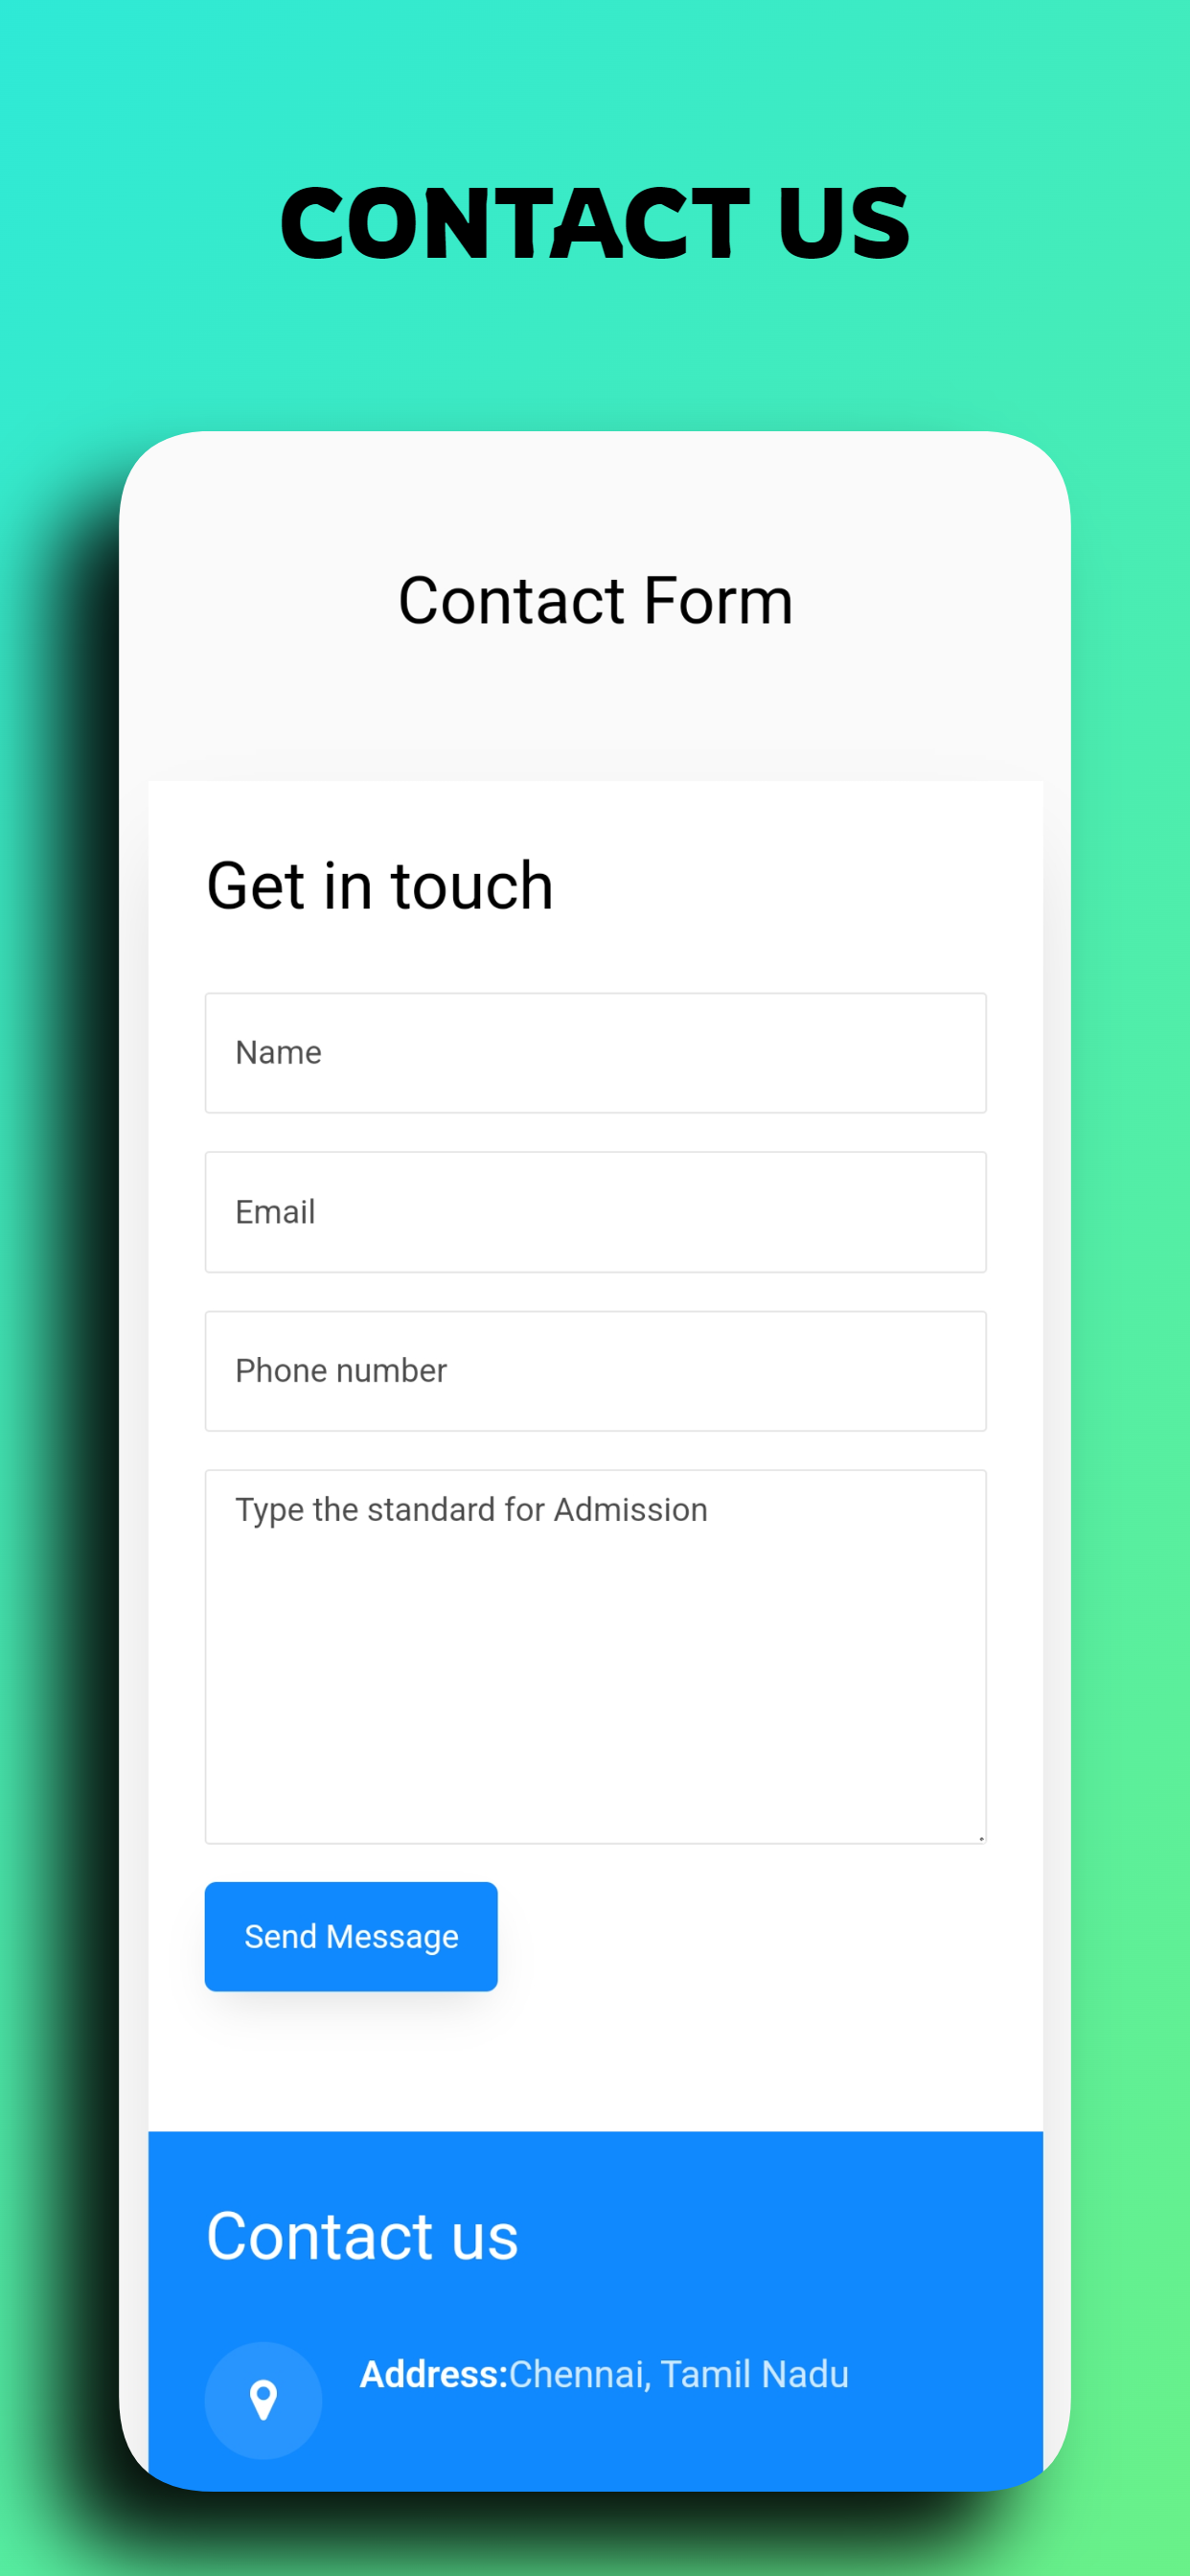 CONTACT US
Contact Form
Get in touch
Name
Email
Phone number
Type the standard for Admission
Send Message
Contact us
Address:Chennai, Tamil Nadu